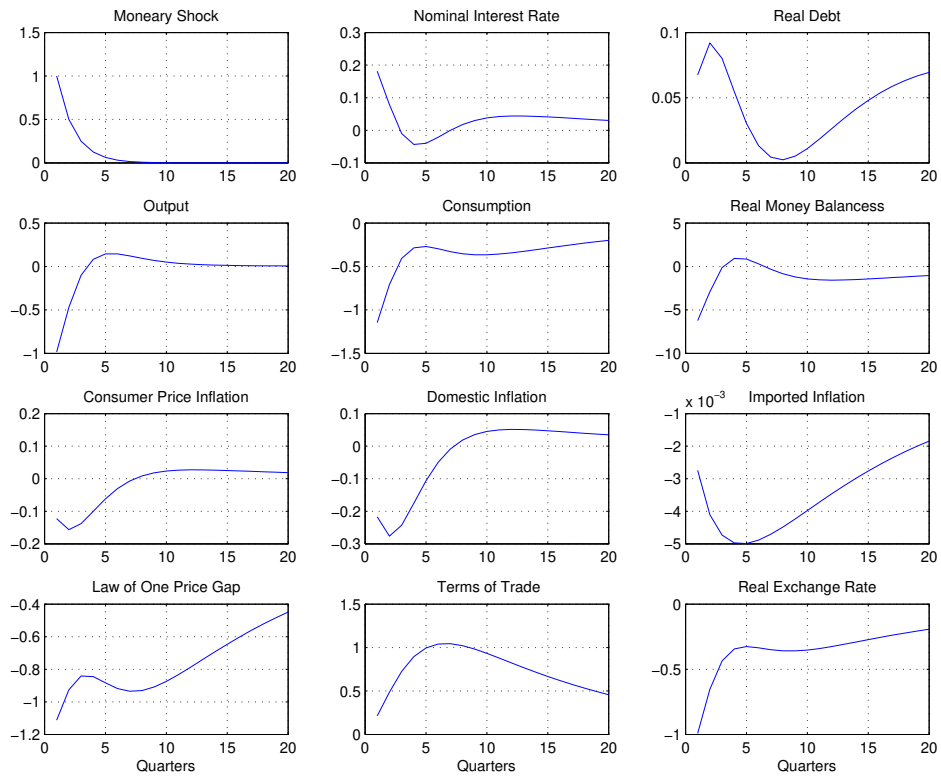 Moneary Shock
Nominal Interest Rate
Real Debt
1.5
1
0.5
0
0 5 10 15 20
0.3
0.2
0.1
0
−0.1
0 5 10 15 20
0.1
0.05
0
0 5 10 15 20
Output
Consumption
Real Money Balancess
0.5
0
−0.5
−1
0 5 10 15 20
0
−0.5
−1
−1.5
0 5 10 15 20
5
0
−5
−10
0 5 10 15 20
Consumer Price Inflation
Domestic Inflation
Imported Inflation
0.2
0.1
0
−0.1
−0.2
0 5 10 15 20
0.1
0
−0.1
−0.2
−0.3
0 5 10 15 20
x 10⁻³
−1
−2
−3
−4
−5
0 5 10 15 20
Law of One Price Gap
Terms of Trade
Real Exchange Rate
−0.4
−0.6
−0.8
−1
−1.2
0 5 10 15 20
Quarters
1.5
1
0.5
0
0 5 10 15 20
Quarters
0
−0.5
−1
0 5 10 15 20
Quarters